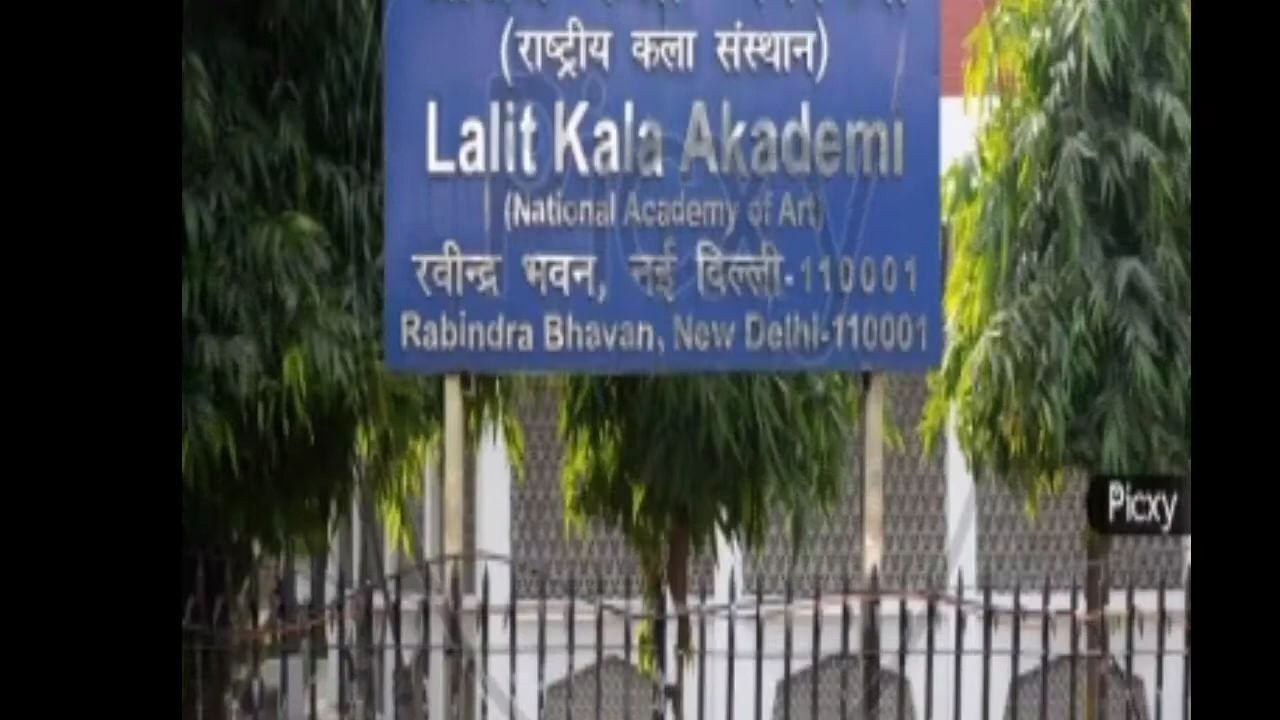 (राष्ट्रीय कला संस्थान)
Lalit Kala Akademi
(National Academy of Art)
रवीन्द्र भवन, नई दिल्ली-110001
Rabindra Bhavan, New Delhi-110001
Picxy